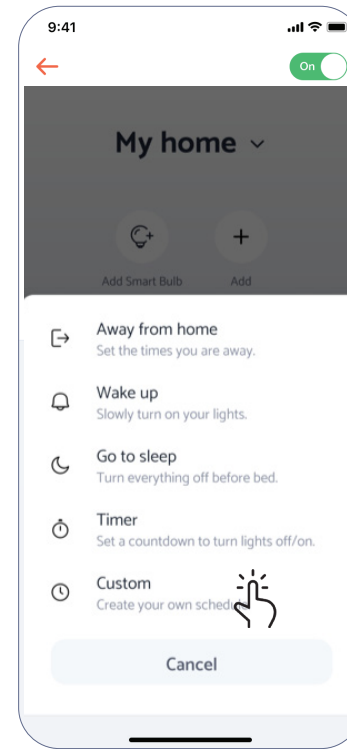 9:41
On
My home
Add Smart Bulb
Add
Away from home
Set the times you are away.
Wake up
Slowly turn on your lights.
Go to sleep
Turn everything off before bed.
Timer
Set a countdown to turn lights off/on.
Custom
Create your own
Cancel